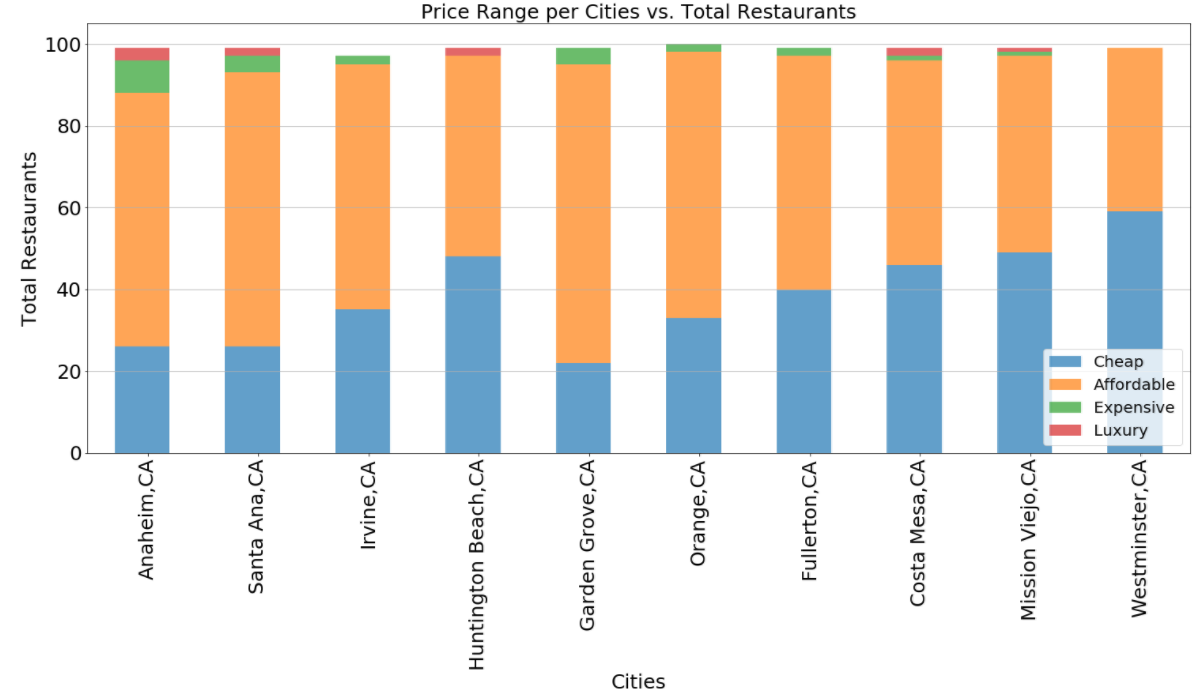 Price Range per Cities vs. Total Restaurants
Total Restaurants
100
80
60
40
20
0
Cheap
Affordable
Expensive
Luxury
Anaheim,CA
Santa Ana,CA
Irvine,CA
Huntington Beach,CA
Garden Grove,CA
Orange,CA
Fullerton,CA
Costa Mesa,CA
Mission Viejo,CA
Westminster,CA
Cities